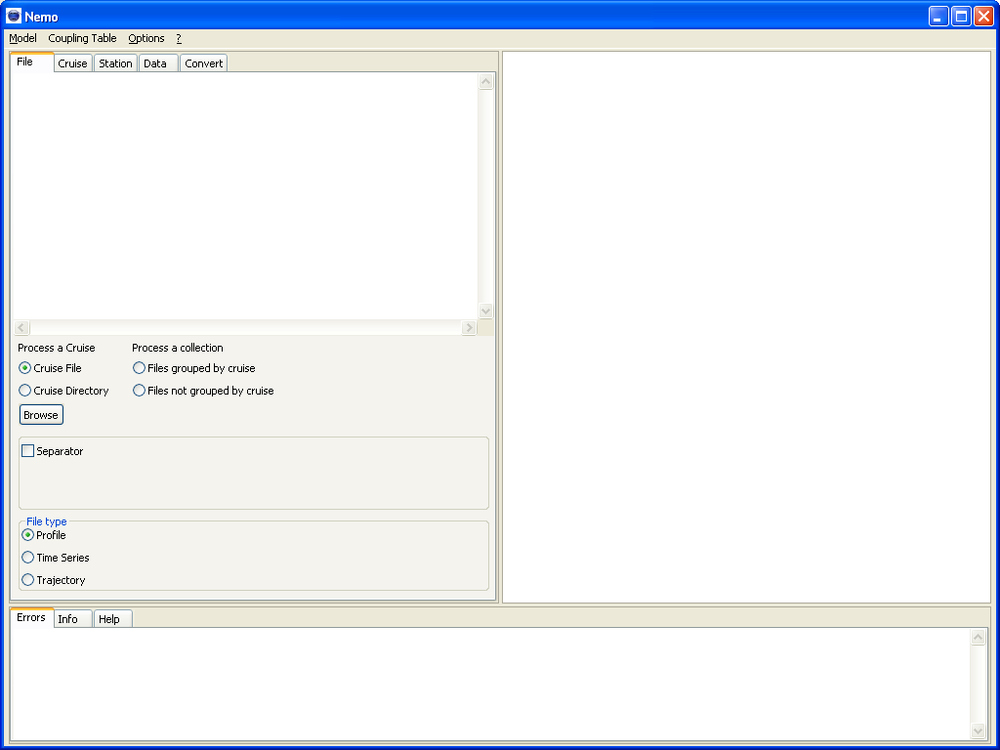 Nemo
Model Coupling Table Options ?
File Cruise Station Data Convert
Process a Cruise Process a collection
Cruise File Files grouped by cruise
Cruise Directory Files not grouped by cruise
Browse
Separator
File type
Profile
Time Series
Trajectory
Errors Info Help